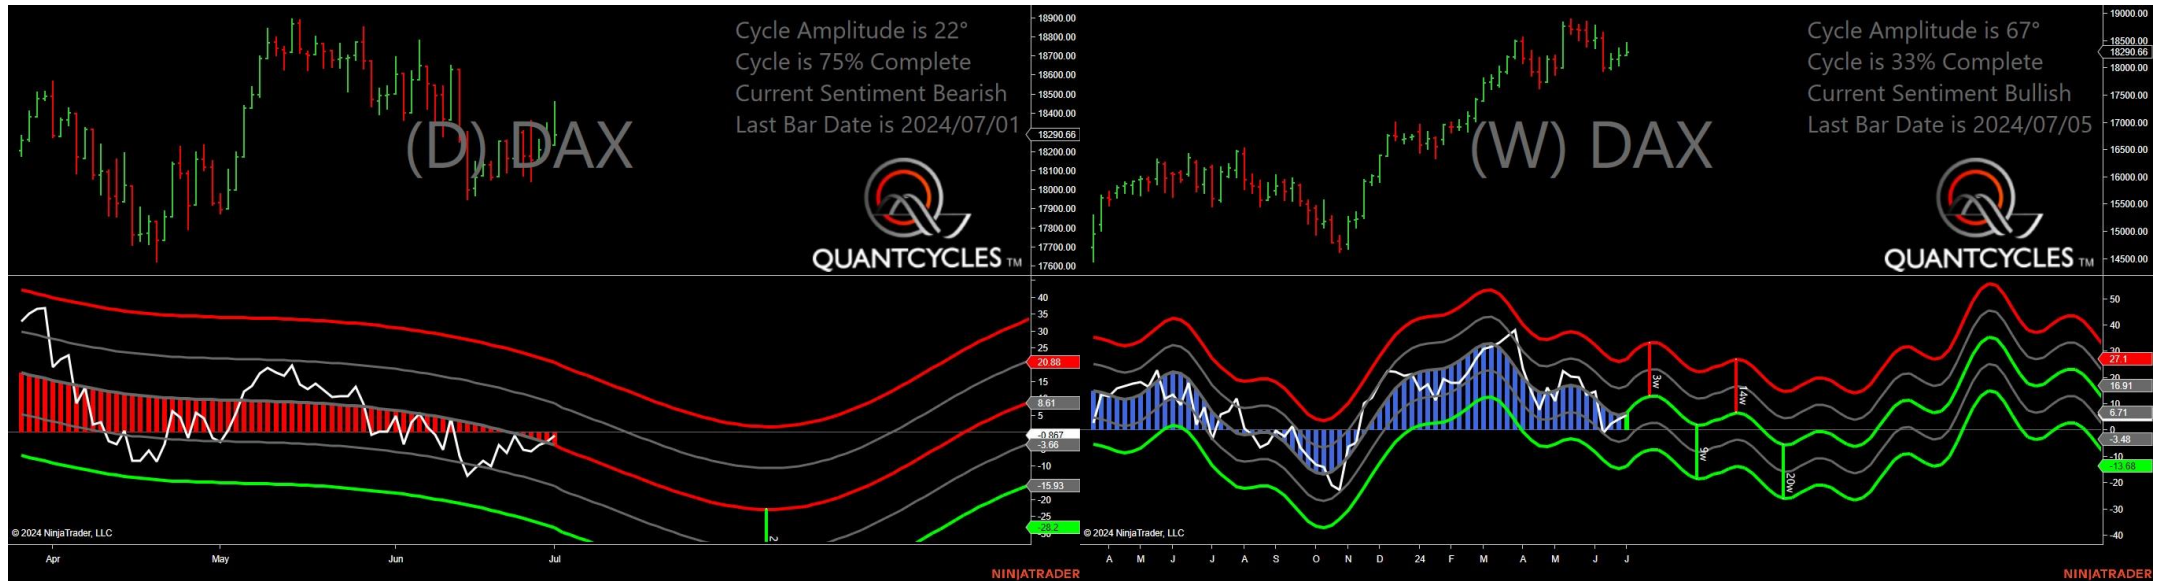 Cycle Amplitude is 22°
Cycle is 75% Complete
Current Sentiment Bearish
Last Bar Date is 2024/07/01
(D) DAX
QUANTCYCLES TM
18900.00
18800.00
18700.00
18600.00
18500.00
18400.00
18290.66
18200.00
18100.00
18000.00
17900.00
17800.00
17700.00
17600.00
40
35
30
25
20.88
15
8.61
5
-0.867
-3.66
-10
-15.93
-20
-25
-28.2
2
© 2024 NinjaTrader, LLC
Apr May Jun Jul
NINJATRADER
Cycle Amplitude is 67°
Cycle is 33% Complete
Current Sentiment Bullish
Last Bar Date is 2024/07/05
(W) DAX
QUANTCYCLES TM
19000.00
18500.00
18290.66
18000.00
17500.00
17000.00
16500.00
16000.00
15500.00
15000.00
14500.00
50
40
27.1
20
16.91
10
6.71
0
-3.48
-10
-13.68
-20
-30
-40
3w
9w
14w
20w
© 2024 NinjaTrader, LLC
A M J J A S O N D 24 F M A M J J
NINJATRADER